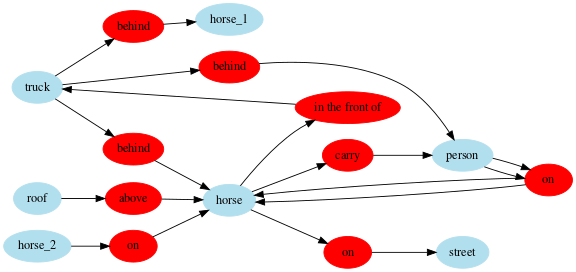 behind
horse_1
behind
truck
in the front of
behind
carry
person
on
roof
above
horse
horse_2
on
on
street